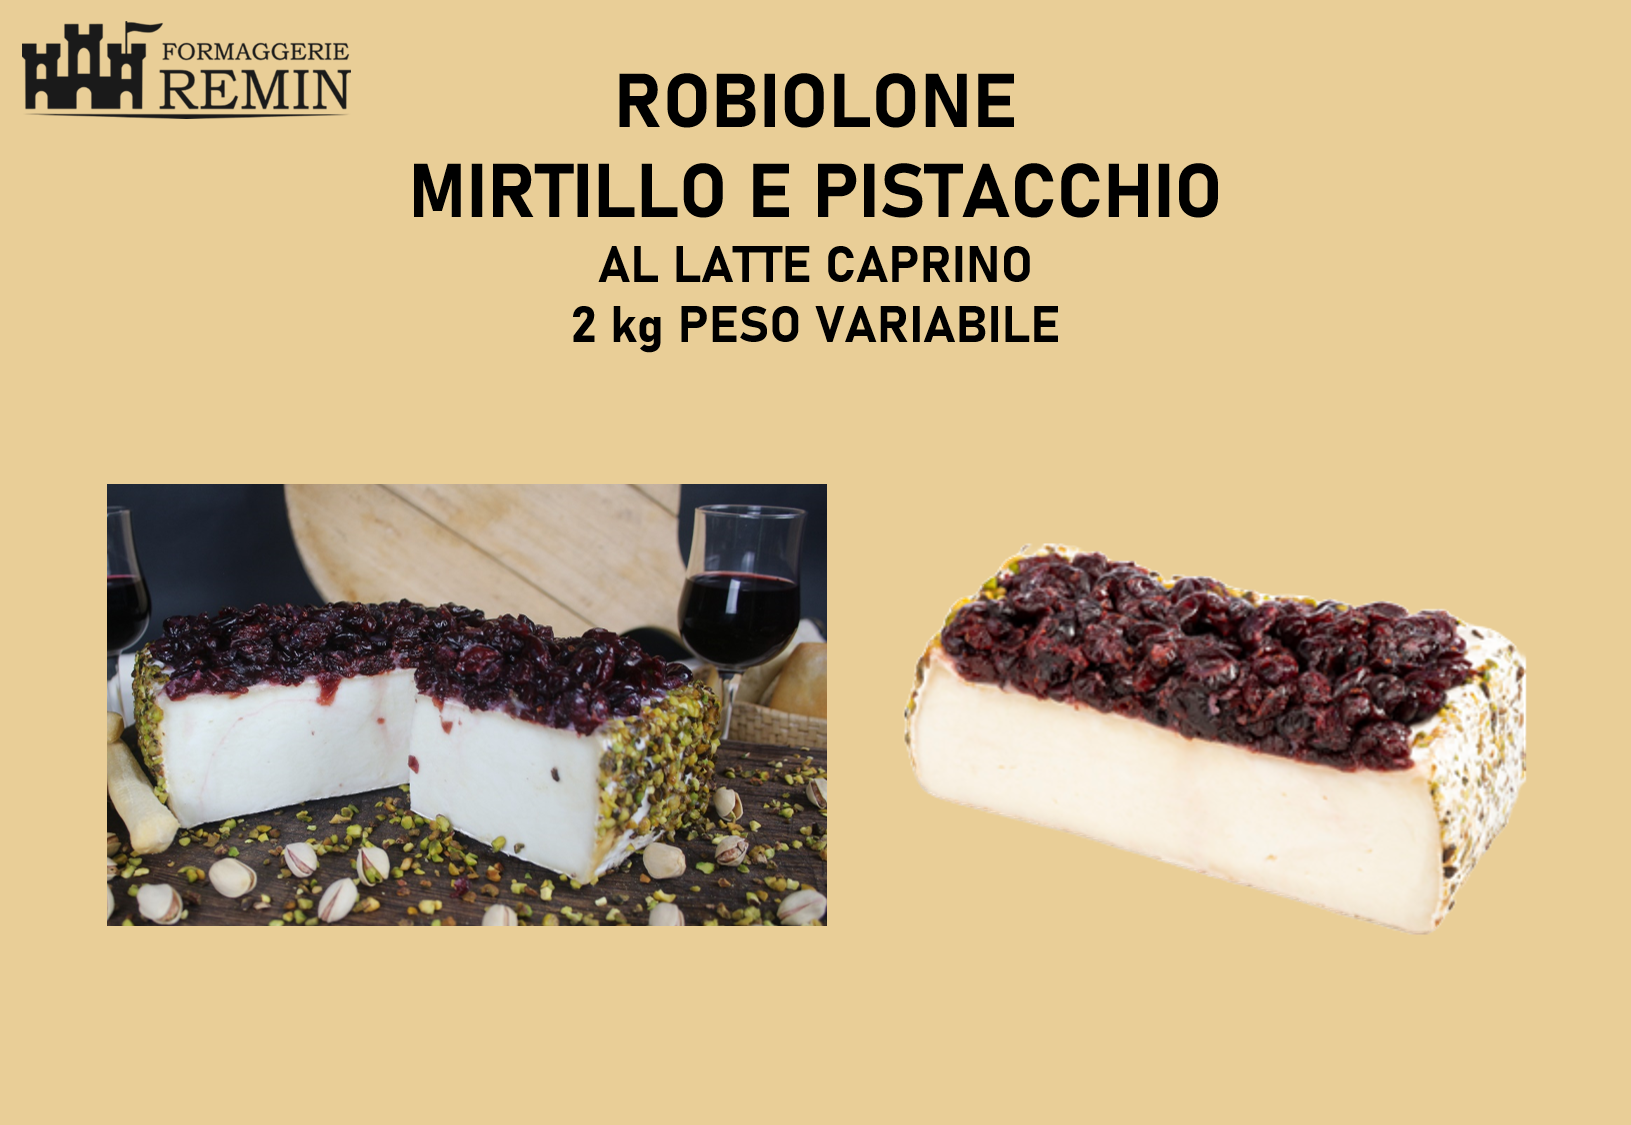 FORMAGGERIE
REMIN
ROBIOLONE
MIRTILLO E PISTACCHIO
AL LATTE CAPRINO
2 kg PESO VARIABILE